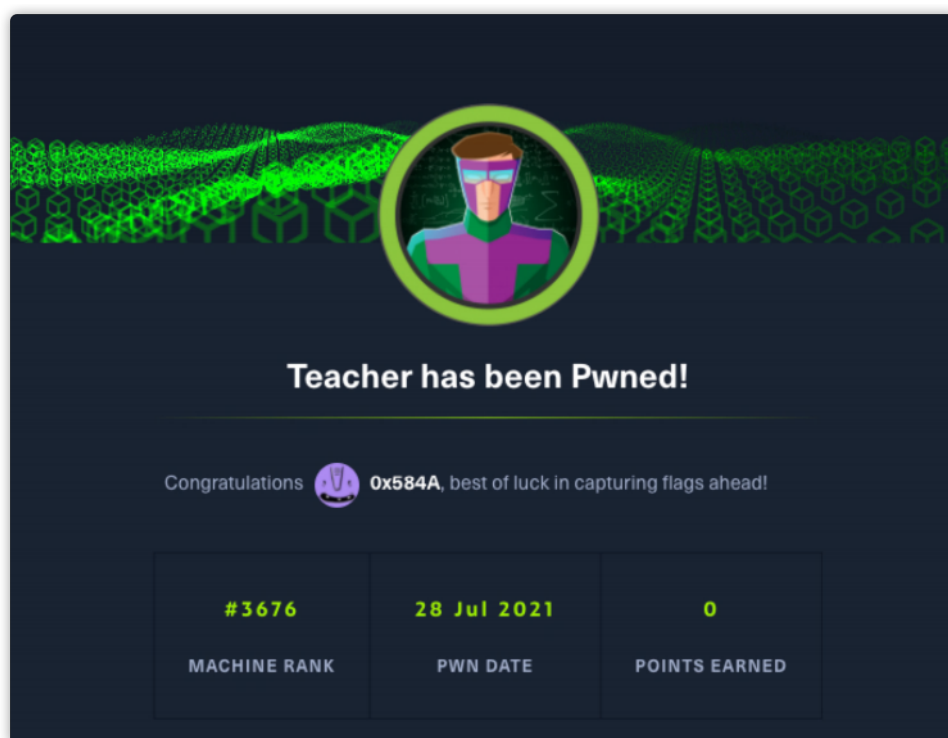 Teacher has been Pwned!
Congratulations 0x584A, best of luck in capturing flags ahead!
#3676 28 Jul 2021 0
MACHINE RANK PWN DATE POINTS EARNED